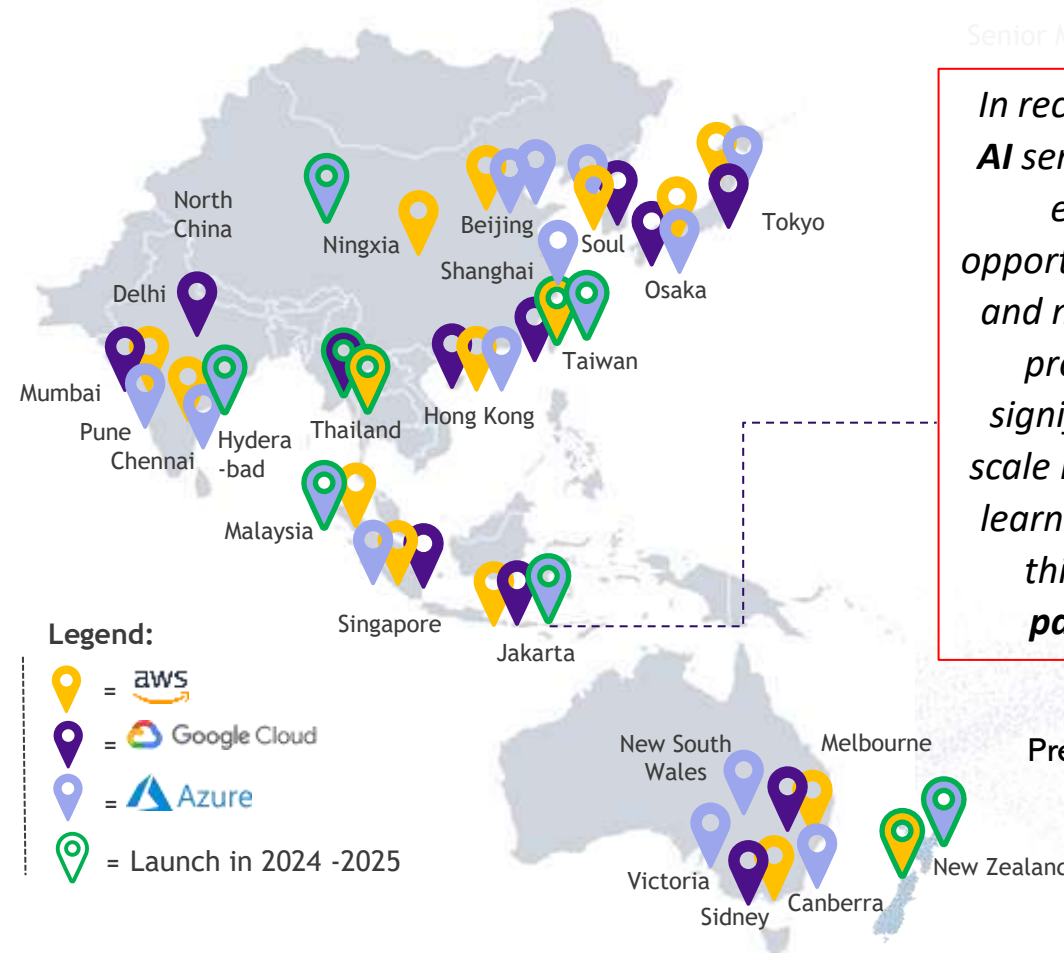 Senior M
In rec
AI ser
e
opport
and r
pro
signij
scale i
learn
thi
pa
Pre
North
China
Ningxia
Beijing
Soul
Tokyo
Shanghai
Osaka
Delhi
Taiwan
Mumbai
Pune
Chennai
Hydera
-bad
Thailand
Hong Kong
Malaysia
Singapore
Jakarta
Legend:
= aws
= Google Cloud
= Azure
= Launch in 2024 -2025
New South
Wales
Melbourne
Victoria
Sidney
Canberra
New Zealand